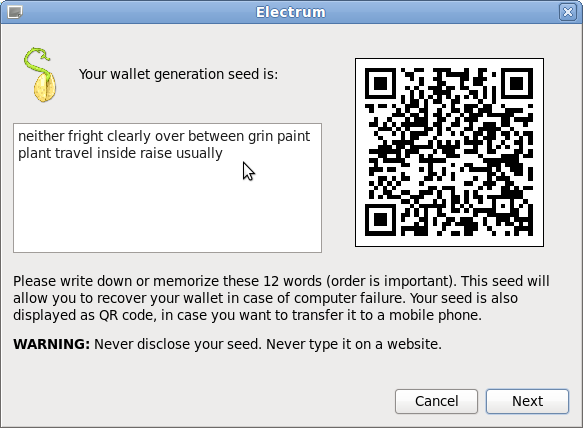 Electrum
Your wallet generation seed is:
neither fright clearly over between grin paint
plant travel inside raise usually
Please write down or memorize these 12 words (order is important). This seed will
allow you to recover your wallet in case of computer failure. Your seed is also
displayed as QR code, in case you want to transfer it to a mobile phone.
WARNING: Never disclose your seed. Never type it on a website.
Cancel
Next